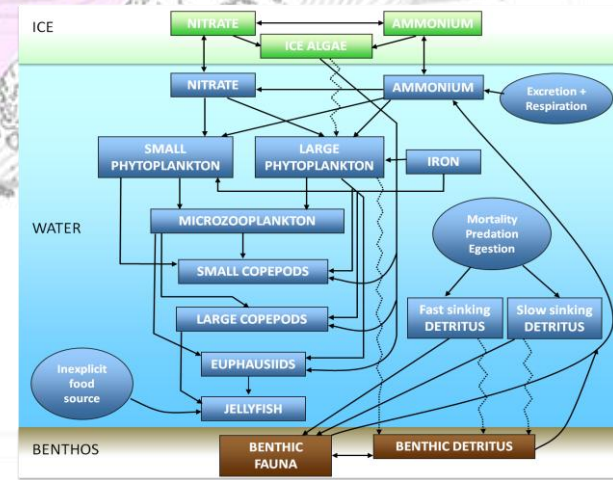 ICE
NITRATE
AMMONIUM
ICE ALGAE
NITRATE
AMMONIUM
Excretion +
Respiration
SMALL
PHYTOPLANKTON
LARGE
PHYTOPLANKTON
IRON
WATER
MICROZOOPLANKTON
Mortality
Predation
Egestion
SMALL COPEPODS
LARGE COPEPODS
Fast sinking
DETRITUS
Slow sinking
DETRITUS
EUPHAUSIIDS
Inexplicit
food
source
JELLYFISH
BENTHOS
BENTHIC
FAUNA
BENTHIC DETRITUS